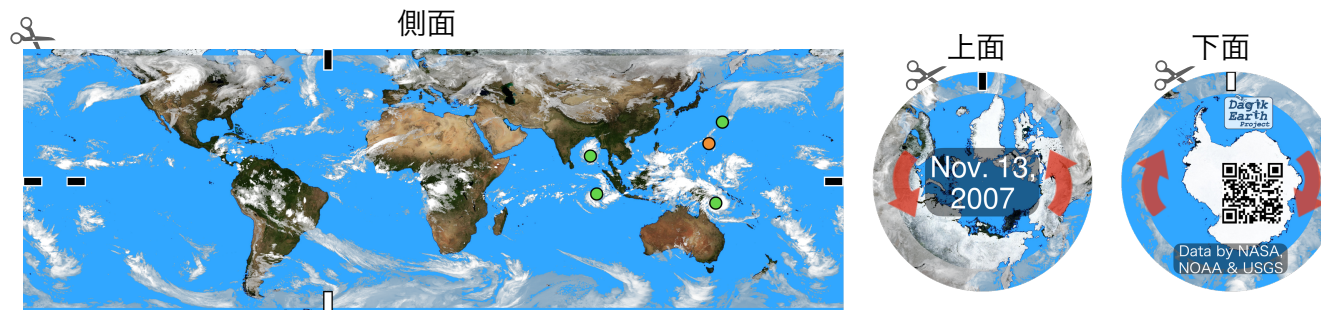 側面
上面
Nov. 13,
2007
下面
Dagik
Earth
Project
Data by NASA,
NOAA & USGS